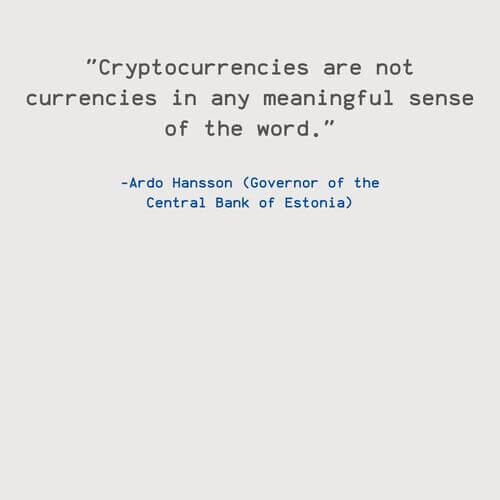 "Cryptocurrencies are not
currencies in any meaningful sense
of the word."
-Ardo Hansson (Governor of the
Central Bank of Estonia)